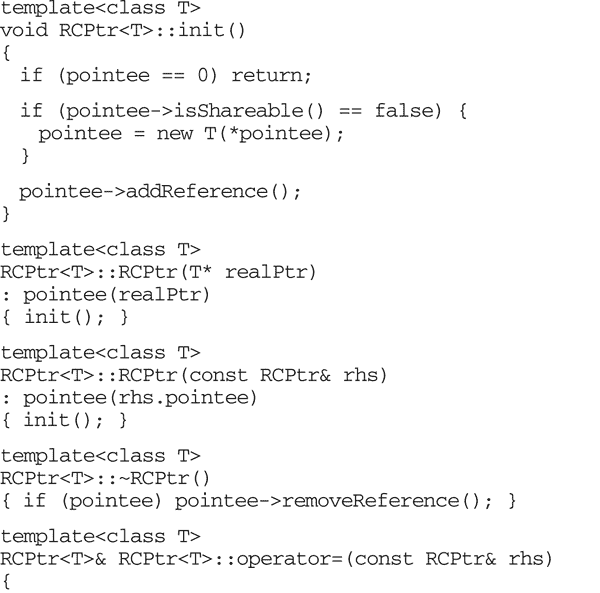 template<class T>
void RCPtr<T>::init()
{
if (pointee == 0) return;
if (pointee->isShareable() == false) {
pointee = new T(*pointee);
}
pointee->addReference();
}
template<class T>
RCPtr<T>::RCPtr(T* realPtr)
: pointee(realPtr)
{ init(); }
template<class T>
RCPtr<T>::RCPtr(const RCPtr& rhs)
: pointee(rhs.pointee)
{ init(); }
template<class T>
RCPtr<T>::~RCPtr()
{ if (pointee) pointee->removeReference(); }
template<class T>
RCPtr<T>& RCPtr<T>::operator=(const RCPtr& rhs)
{